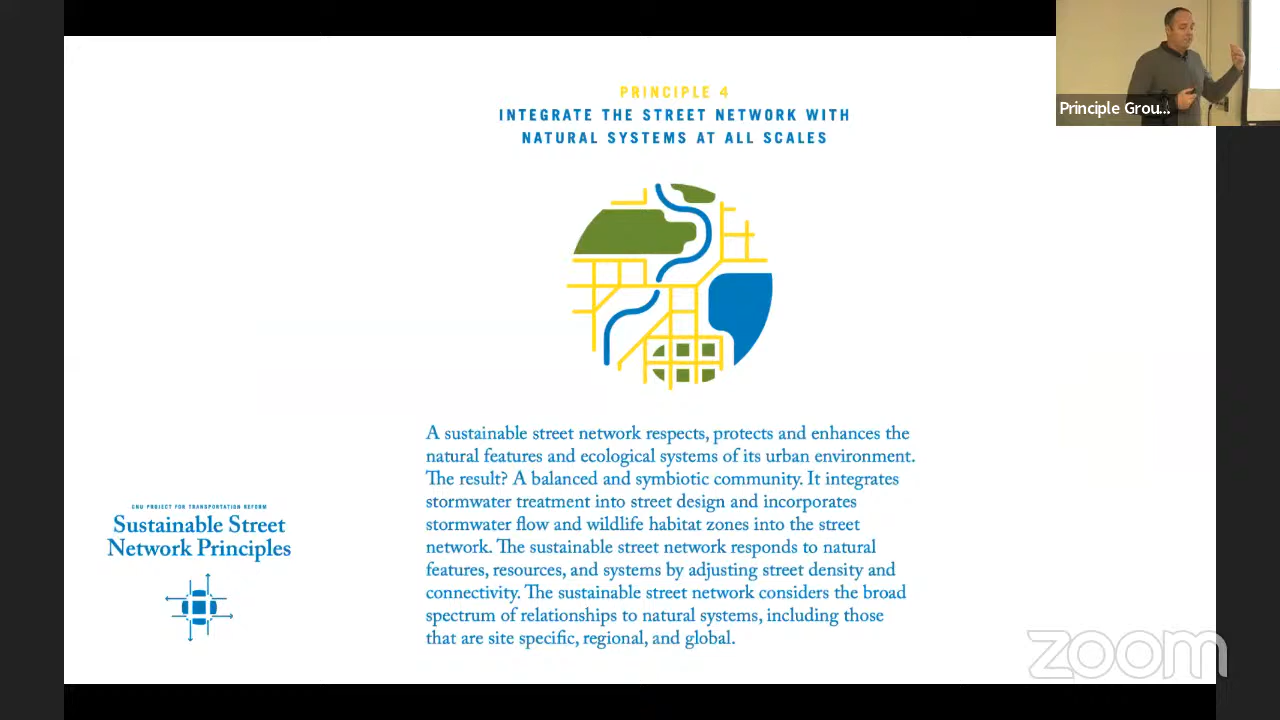 Principle Grou...
PRINCIPLE 4
INTEGRATE THE STREET NETWORK WITH
NATURAL SYSTEMS AT ALL SCALES
A sustainable street network respects, protects and enhances the
natural features and ecological systems of its urban environment.
The result? A balanced and symbiotic community. It integrates
stormwater treatment into street design and incorporates
stormwater flow and wildlife habitat zones into the street
network. The sustainable street network responds to natural
features, resources, and systems by adjusting street density and
connectivity. The sustainable street network considers the broad
spectrum of relationships to natural systems, including those
that are site specific, regional, and global.
CNU PROJECT FOR TRANSPORTATION REFORM
Sustainable Street
Network Principles
zoom